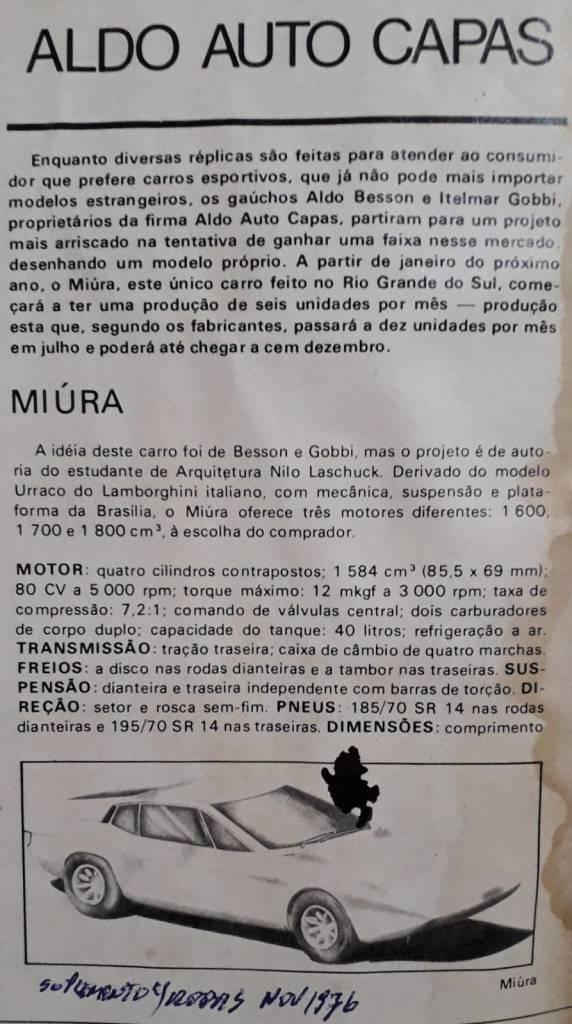 ALDO AUTO CAPAS
Enquanto diversas réplicas são feitas para atender ao consumi-
dor que prefere carros esportivos, que já não pode mais importar
modelos estrangeiros, os gaúchos Aldo Besson e Itelmar Gobbi,
proprietários da firma Aldo Auto Capas, partiram para um projeto
mais arriscado na tentativa de ganhar uma faixa nesse mercado,
desenhando um modelo próprio. A partir de janeiro do próximo
ano, o Miúra, este único carro feito no Rio Grande do Sul, come-
çará a ter uma produção de seis unidades por mês — produção
esta que, segundo os fabricantes, passará a dez unidades por mês
em julho e poderá até chegar a cem dezembro.
MIÚRA
A idéia deste carro foi de Besson e Gobbi, mas o projeto é de auto-
ria do estudante de Arquitetura Nilo Laschuck. Derivado do modelo
Urraco do Lamborghini italiano, com mecânica, suspensão e plata-
forma da Brasília, o Miúra oferece três motores diferentes: 1 600,
1 700 e 1 800 cm³, à escolha do comprador.
MOTOR: quatro cilindros contrapostos; 1 584 cm³ (85,5 x 69 mm);
80 CV a 5 000 rpm; torque máximo: 12 mkgf a 3 000 rpm; taxa de
compressão: 7,2:1; comando de válvulas central; dois carburadores
de corpo duplo; capacidade do tanque: 40 litros; refrigeração a ar.
TRANSMISSÃO: tração traseira; caixa de câmbio de quatro marchas.
FREIOS: a disco nas rodas dianteiras e a tambor nas traseiras. SUS-
PENSÃO: dianteira e traseira independente com barras de torção. DI-
REÇÃO: setor e rosca sem-fim. PNEUS: 185/70 SR 14 nas rodas
dianteiras e 195/70 SR 14 nas traseiras. DIMENSÕES: comprimento
Miúra
SUPLEMENTO 4 RODAS NOV 1976